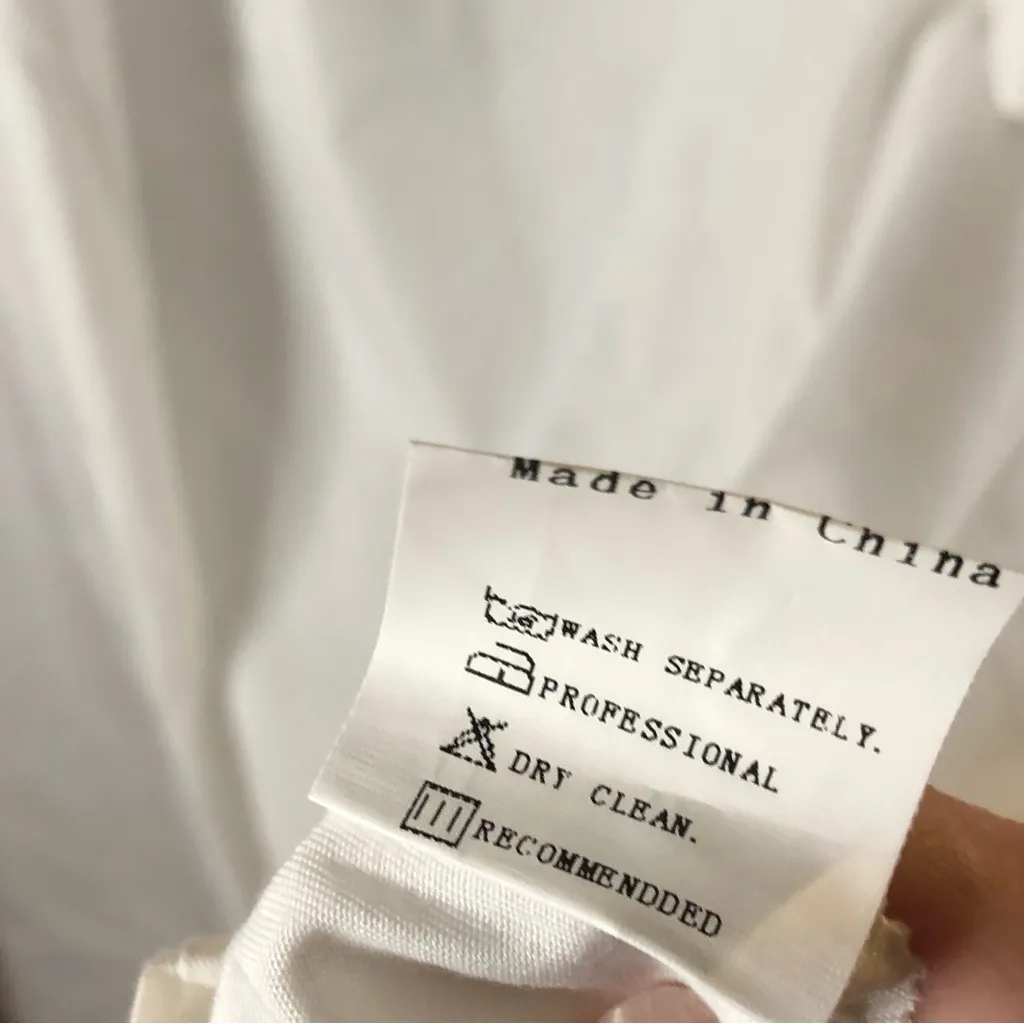 Made in China
WASH SEPARATELY.
PROFESSIONAL
DRY CLEAN.
RECOMMENDDED